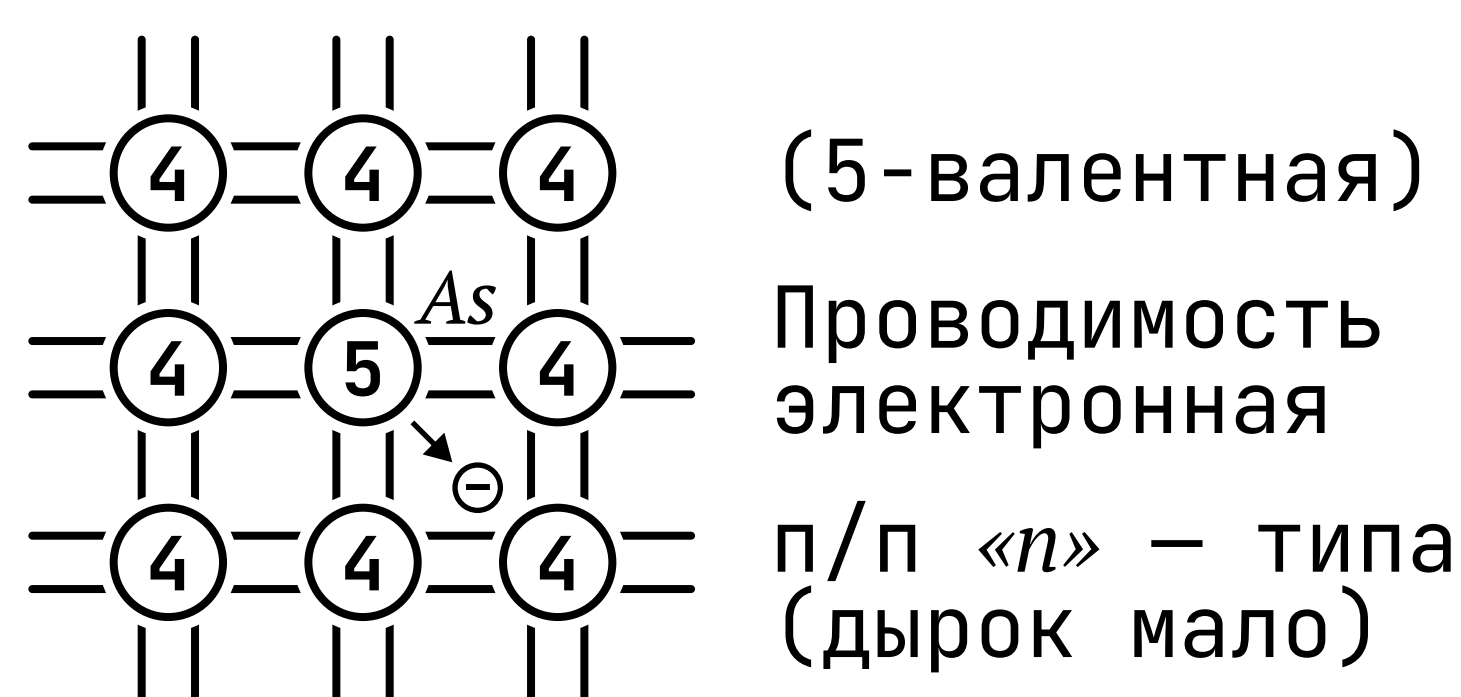 4 4 4
(5-валентная)
As
4 5 4
Проводимость
электронная
−
4 4 4
п/п «n» — типа
(дырок мало)